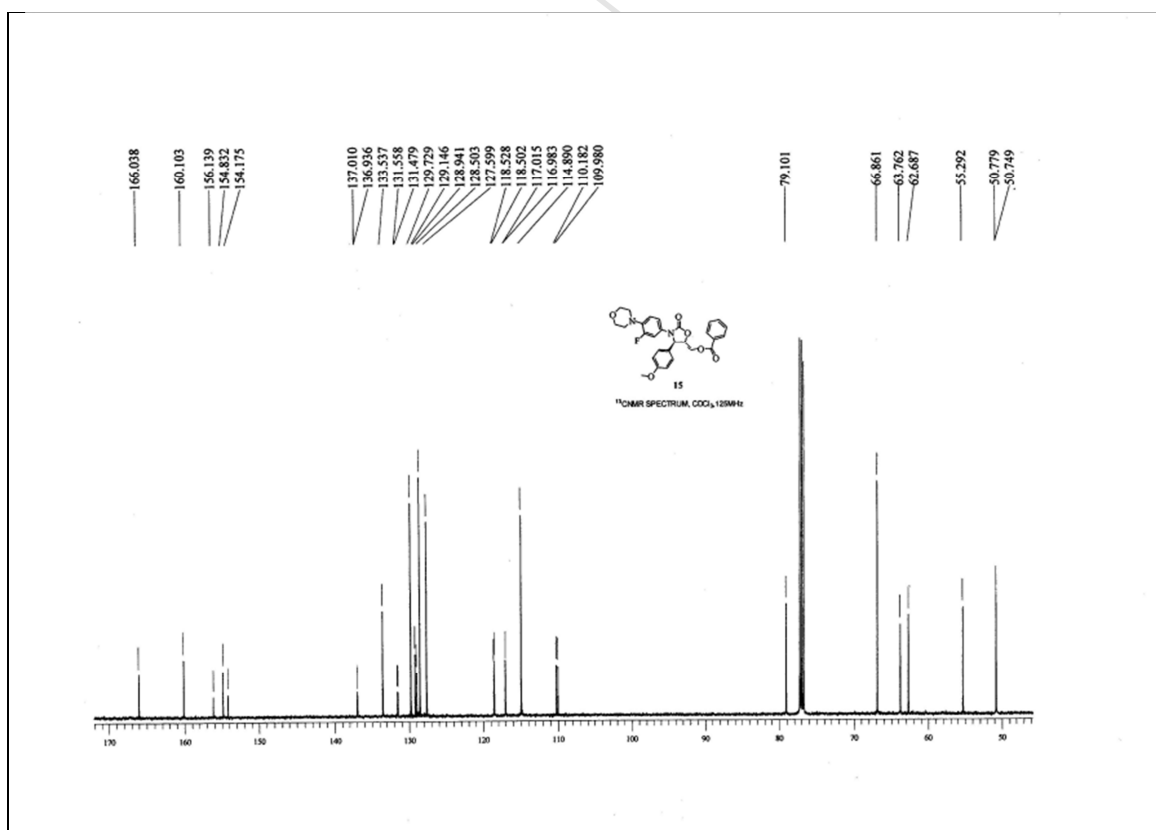 166.038
160.103
156.139
154.832
154.175
137.010
136.936
133.537
131.558
131.479
129.729
129.146
128.941
128.503
127.599
118.528
118.502
117.015
116.983
114.890
110.182
109.980
79.101
66.861
63.762
62.687
55.292
50.779
50.749
O
N
F
O
N
O
O
O
O
15
¹³CNMR SPECTRUM, CDCl₃, 125MHz
170 160 150 140 130 120 110 100 90 80 70 60 50